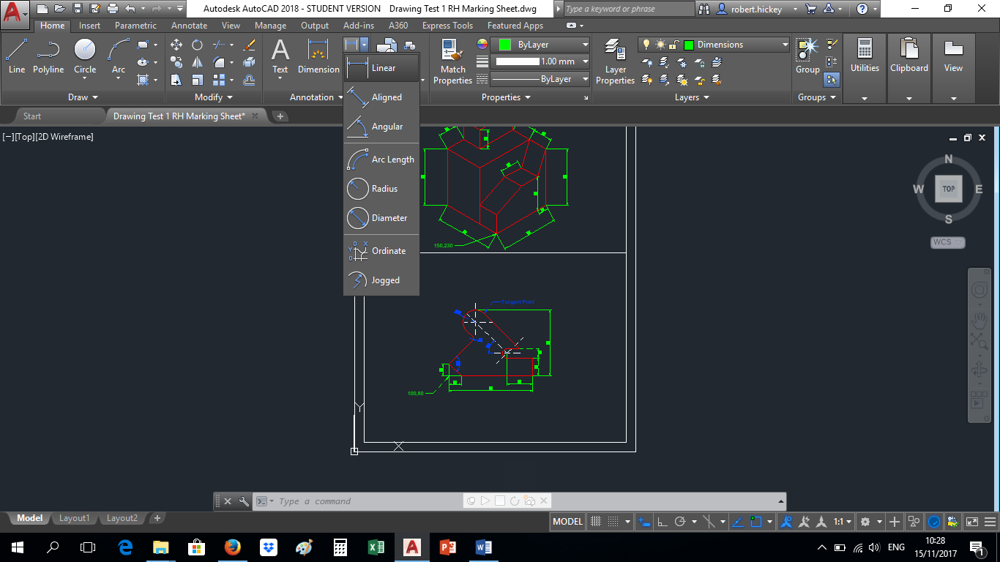 Autodesk AutoCAD 2018 - STUDENT VERSION Drawing Test 1 RH Marking Sheet.dwg
Type a keyword or phrase
robert.hickey
Home Insert Parametric Annotate View Manage Output Add-ins A360 Express Tools Featured Apps
Line Polyline Circle Arc
Draw
Modify
Text Dimension
Annotation
Linear
Aligned
Angular
Arc Length
Radius
Diameter
Ordinate
Jogged
Match
Properties
ByLayer
1.00 mm
ByLayer
Properties
Layer
Properties
Dimensions
Layers
Group
Groups
Utilities
Clipboard
View
Start
Drawing Test 1 RH Marking Sheet*
[−][Top][2D Wireframe]
N
W TOP E
S
WCS
150,230
Tangent Point
100,80
Y
X
Type a command
Model Layout1 Layout2
MODEL
1:1
ENG
10:28
15/11/2017
1